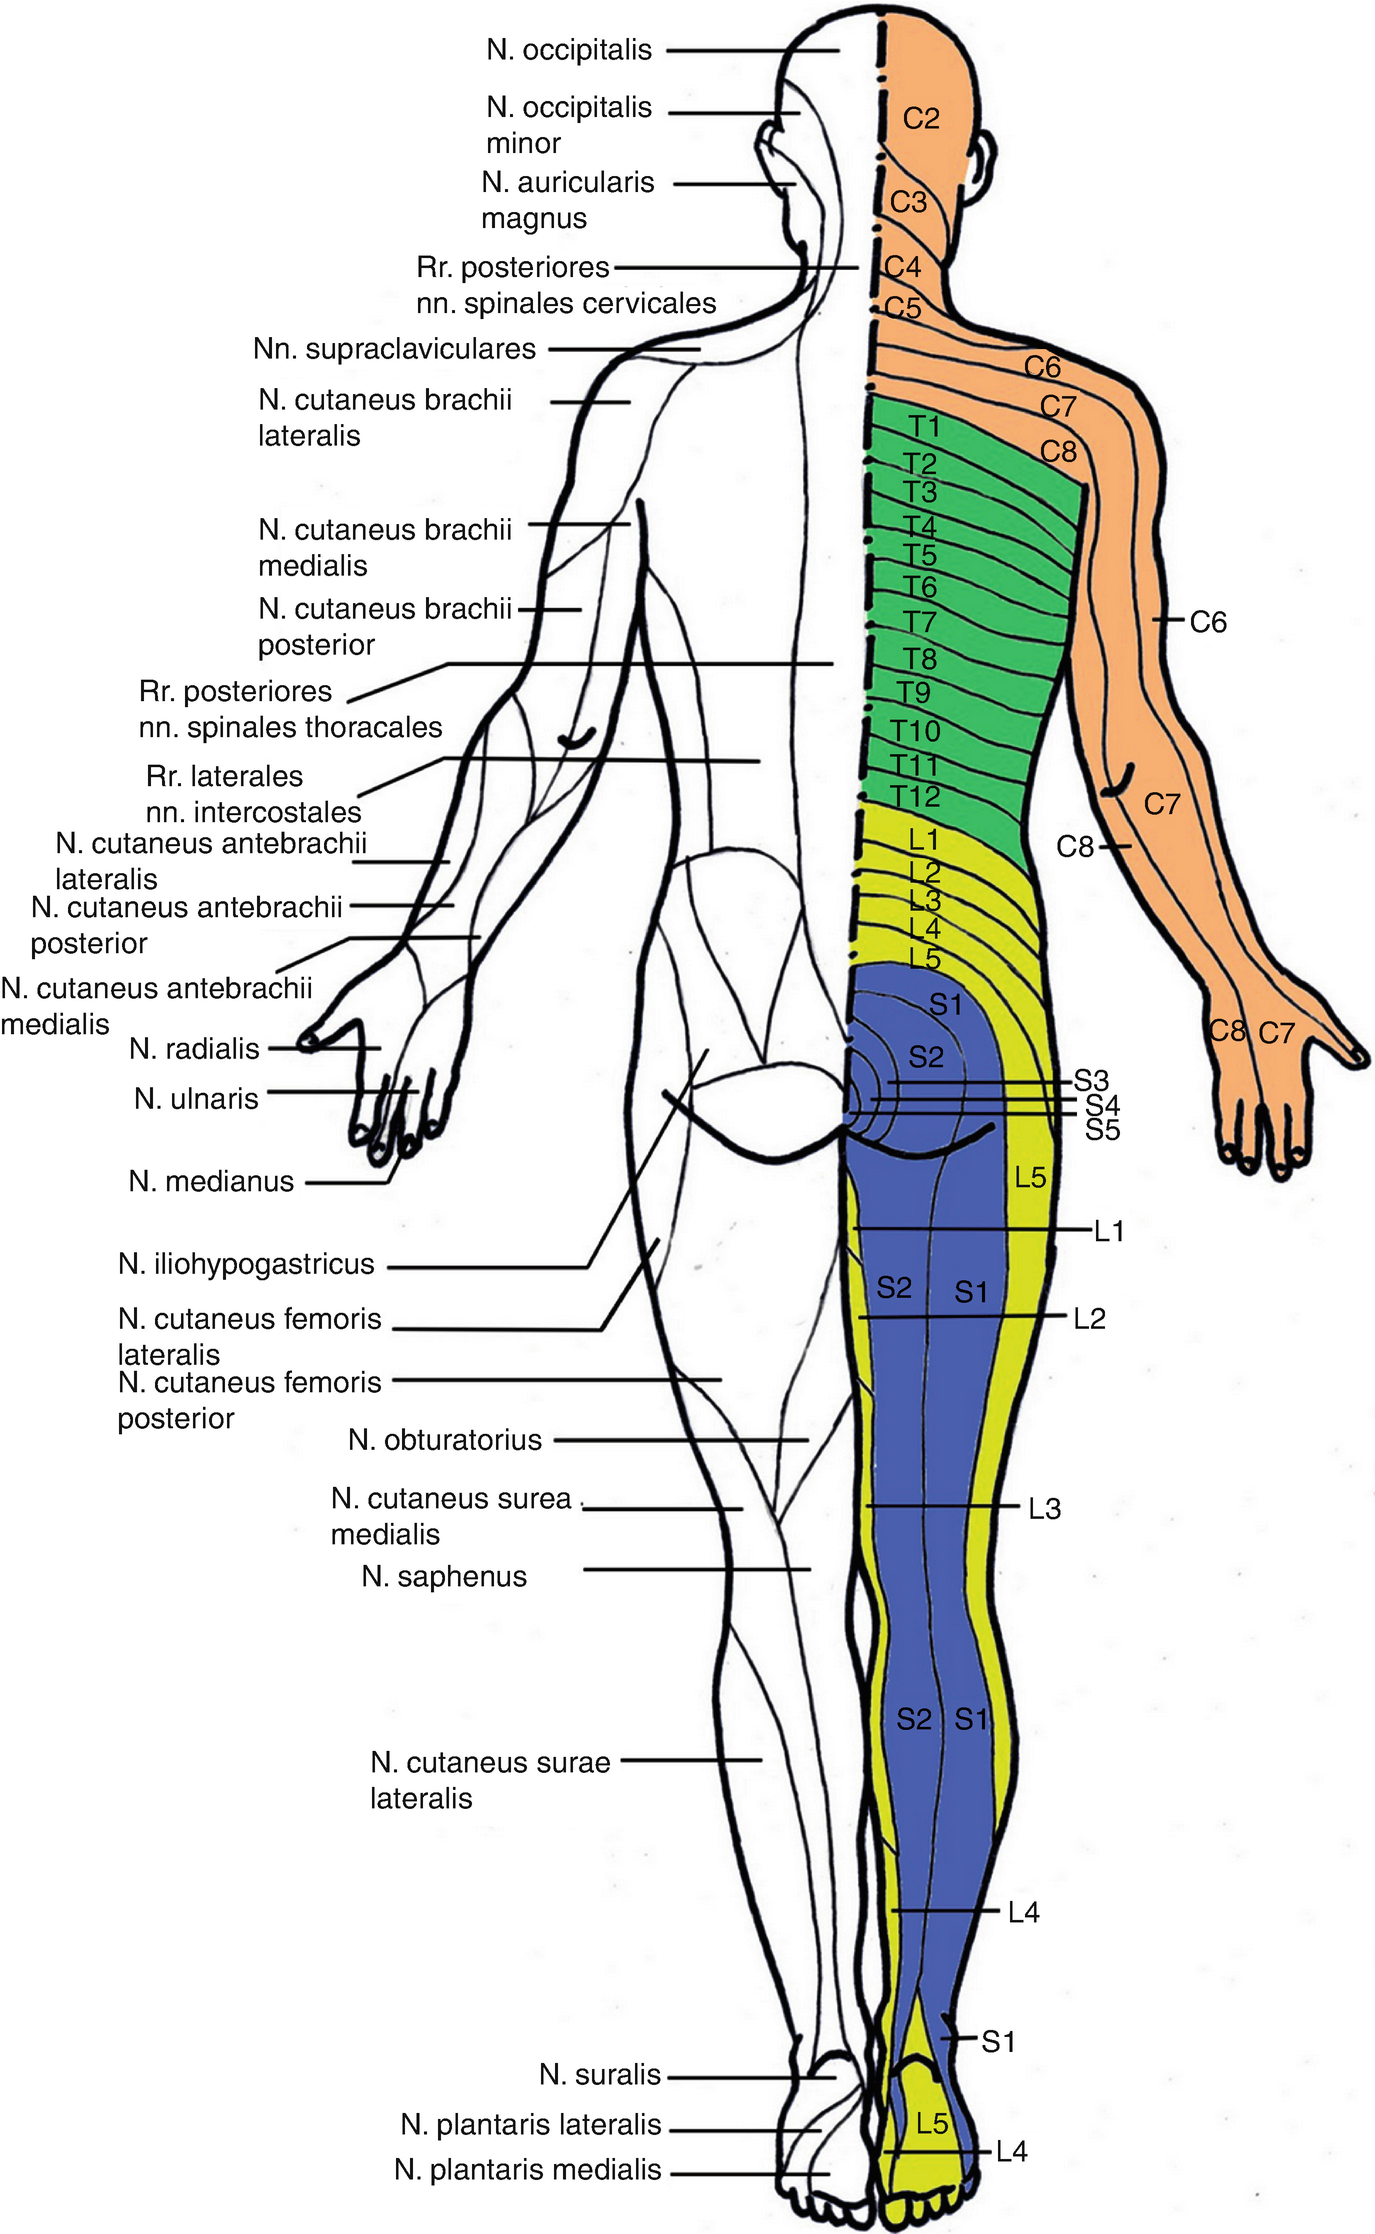 N. occipitalis
N. occipitalis
minor
N. auricularis
magnus
Rr. posteriores
nn. spinales cervicales
Nn. supraclaviculares
N. cutaneus brachii
lateralis
N. cutaneus brachii
medialis
N. cutaneus brachii
posterior
Rr. posteriores
nn. spinales thoracales
Rr. laterales
nn. intercostales
N. cutaneus antebrachii
lateralis
N. cutaneus antebrachii
posterior
N. cutaneus antebrachii
medialis
N. radialis
N. ulnaris
N. medianus
N. iliohypogastricus
N. cutaneus femoris
lateralis
N. cutaneus femoris
posterior
N. obturatorius
N. cutaneus surea
medialis
N. saphenus
N. cutaneus surae
lateralis
N. suralis
N. plantaris lateralis
N. plantaris medialis
C2
C3
C4
C5
C6
C7
C8
T1
T2
T3
T4
T5
T6
T7
T8
T9
T10
T11
T12
C6
C7
C8
L1
L2
L3
L4
L5
S1
C8 C7
S2
S3
S4
S5
L5
L1
S2 S1
L2
L3
S2 S1
L4
S1
L5
L4